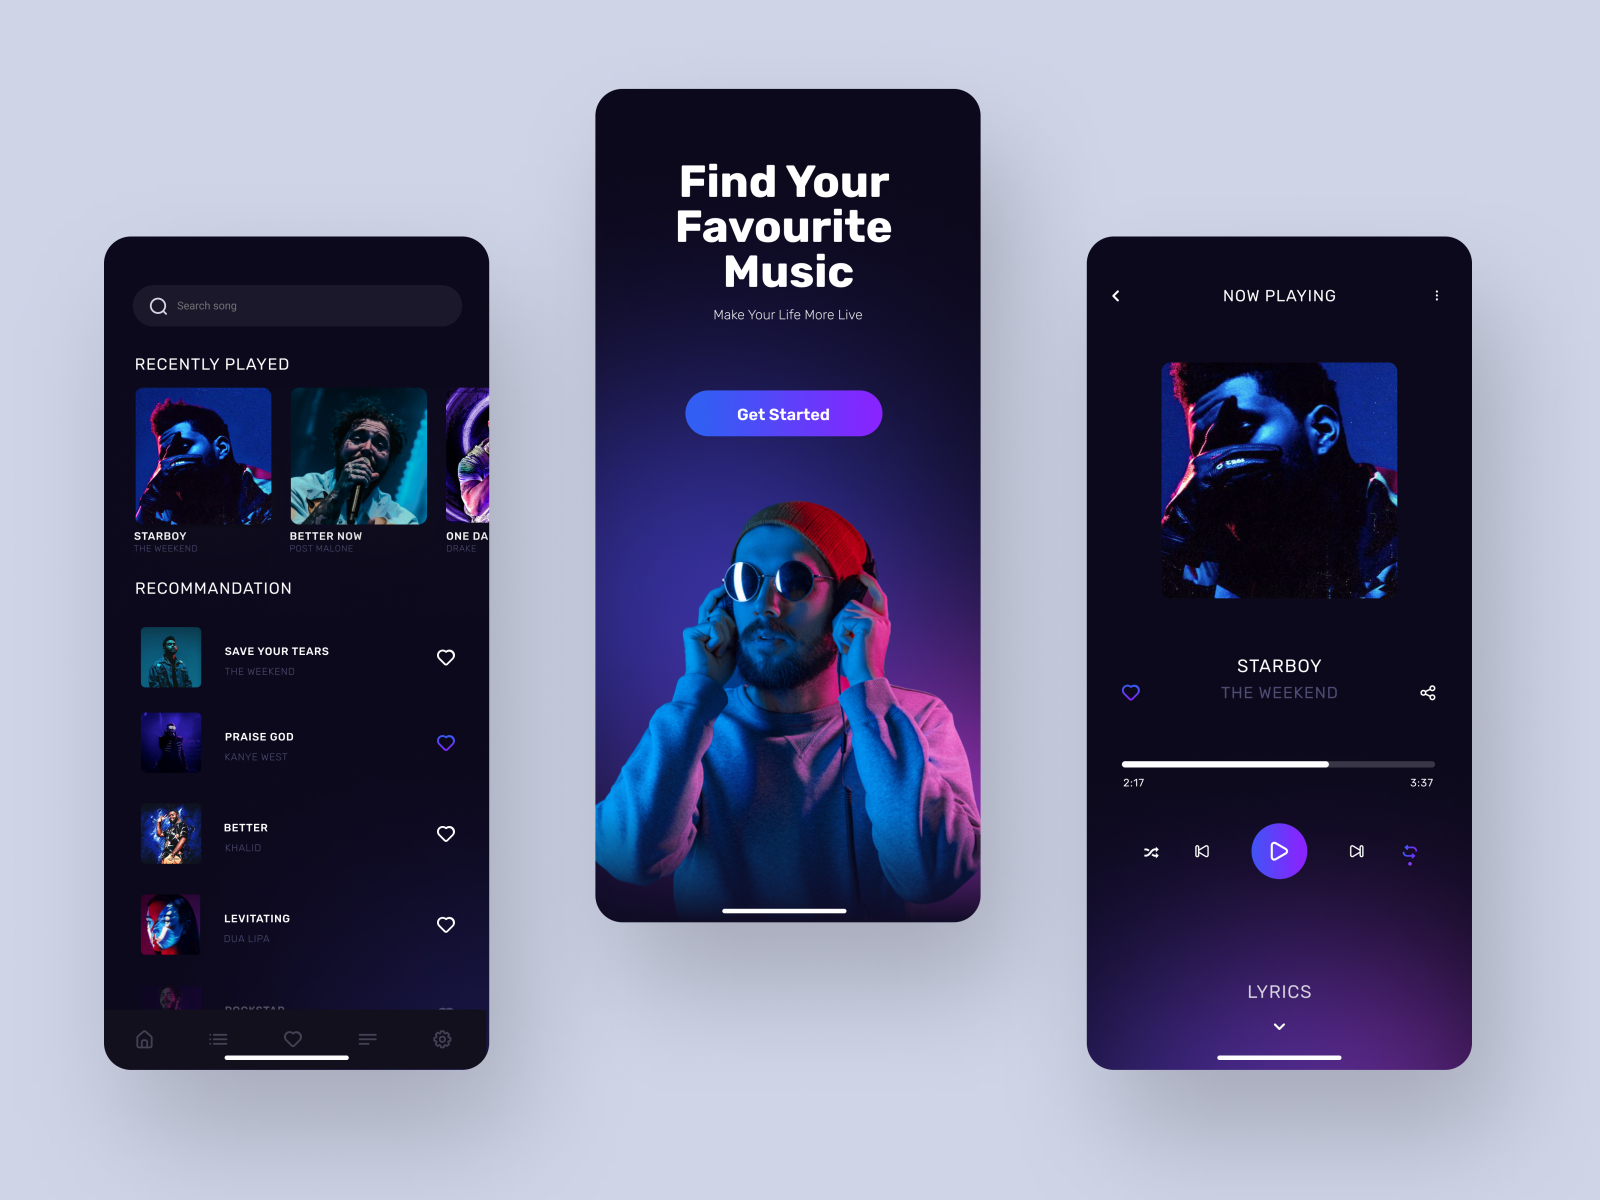 Search song
RECENTLY PLAYED
STARBOY
THE WEEKEND
BETTER NOW
POST MALONE
ONE DA
DRAKE
RECOMMANDATION
SAVE YOUR TEARS
THE WEEKEND
PRAISE GOD
KANYE WEST
BETTER
KHALID
LEVITATING
DUA LIPA
ROCKSTAR
Find Your
Favourite
Music
Make Your Life More Live
Get Started
NOW PLAYING
STARBOY
THE WEEKEND
2:17
3:37
LYRICS